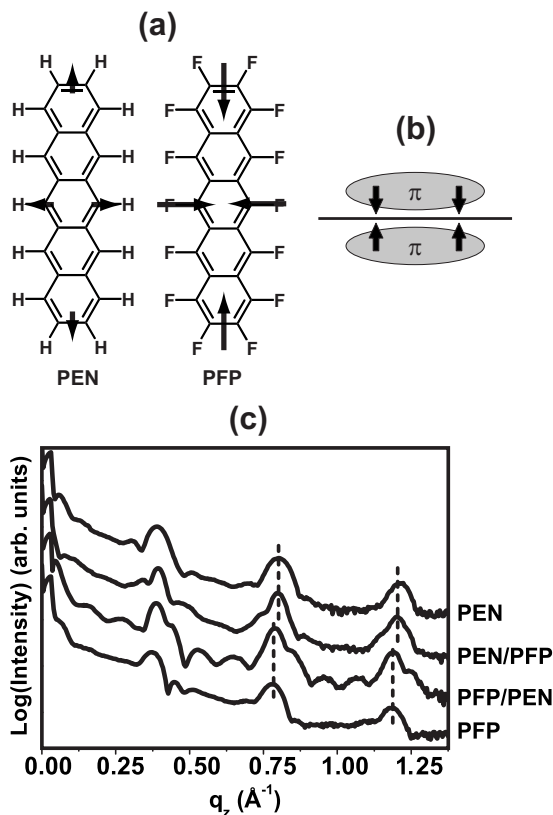 (a)
H H F F
H H F F
H H F F
H H F F
H H F F
H H F F
H H F F
PEN PFP
(b)
π
π
(c)
Log(Intensity) (arb. units)
PEN
PEN/PFP
PFP/PEN
PFP
0.00 0.25 0.50 0.75 1.00 1.25
q_z (Å⁻¹)